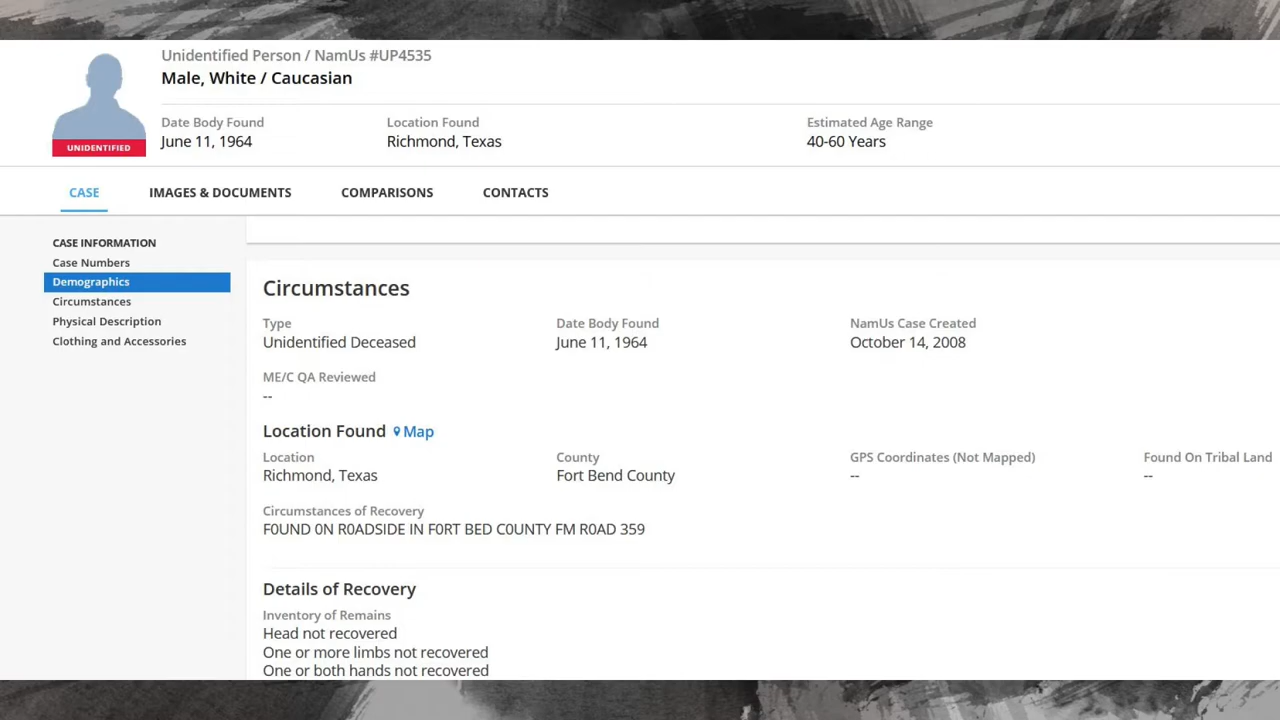 Unidentified Person / NamUs #UP4535
Male, White / Caucasian
UNIDENTIFIED
Date Body Found
June 11, 1964
Location Found
Richmond, Texas
Estimated Age Range
40-60 Years
CASE
IMAGES & DOCUMENTS
COMPARISONS
CONTACTS
CASE INFORMATION
Case Numbers
Demographics
Circumstances
Physical Description
Clothing and Accessories
Circumstances
Type
Unidentified Deceased
Date Body Found
June 11, 1964
NamUs Case Created
October 14, 2008
ME/C QA Reviewed
--
Location Found Map
Location
Richmond, Texas
County
Fort Bend County
GPS Coordinates (Not Mapped)
--
Found On Tribal Land
--
Circumstances of Recovery
F0UND 0N R0ADSIDE IN F0RT BED C0UNTY FM R0AD 359
Details of Recovery
Inventory of Remains
Head not recovered
One or more limbs not recovered
One or both hands not recovered